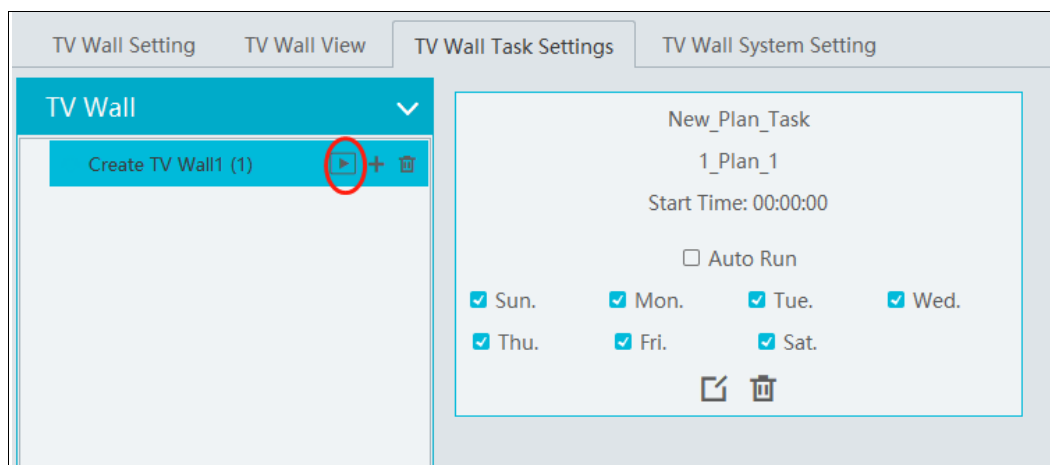 TV Wall Setting TV Wall View TV Wall Task Settings TV Wall System Setting
TV Wall
Create TV Wall1 (1)
New_Plan_Task
1_Plan_1
Start Time: 00:00:00
Auto Run
Sun. Mon. Tue. Wed.
Thu. Fri. Sat.